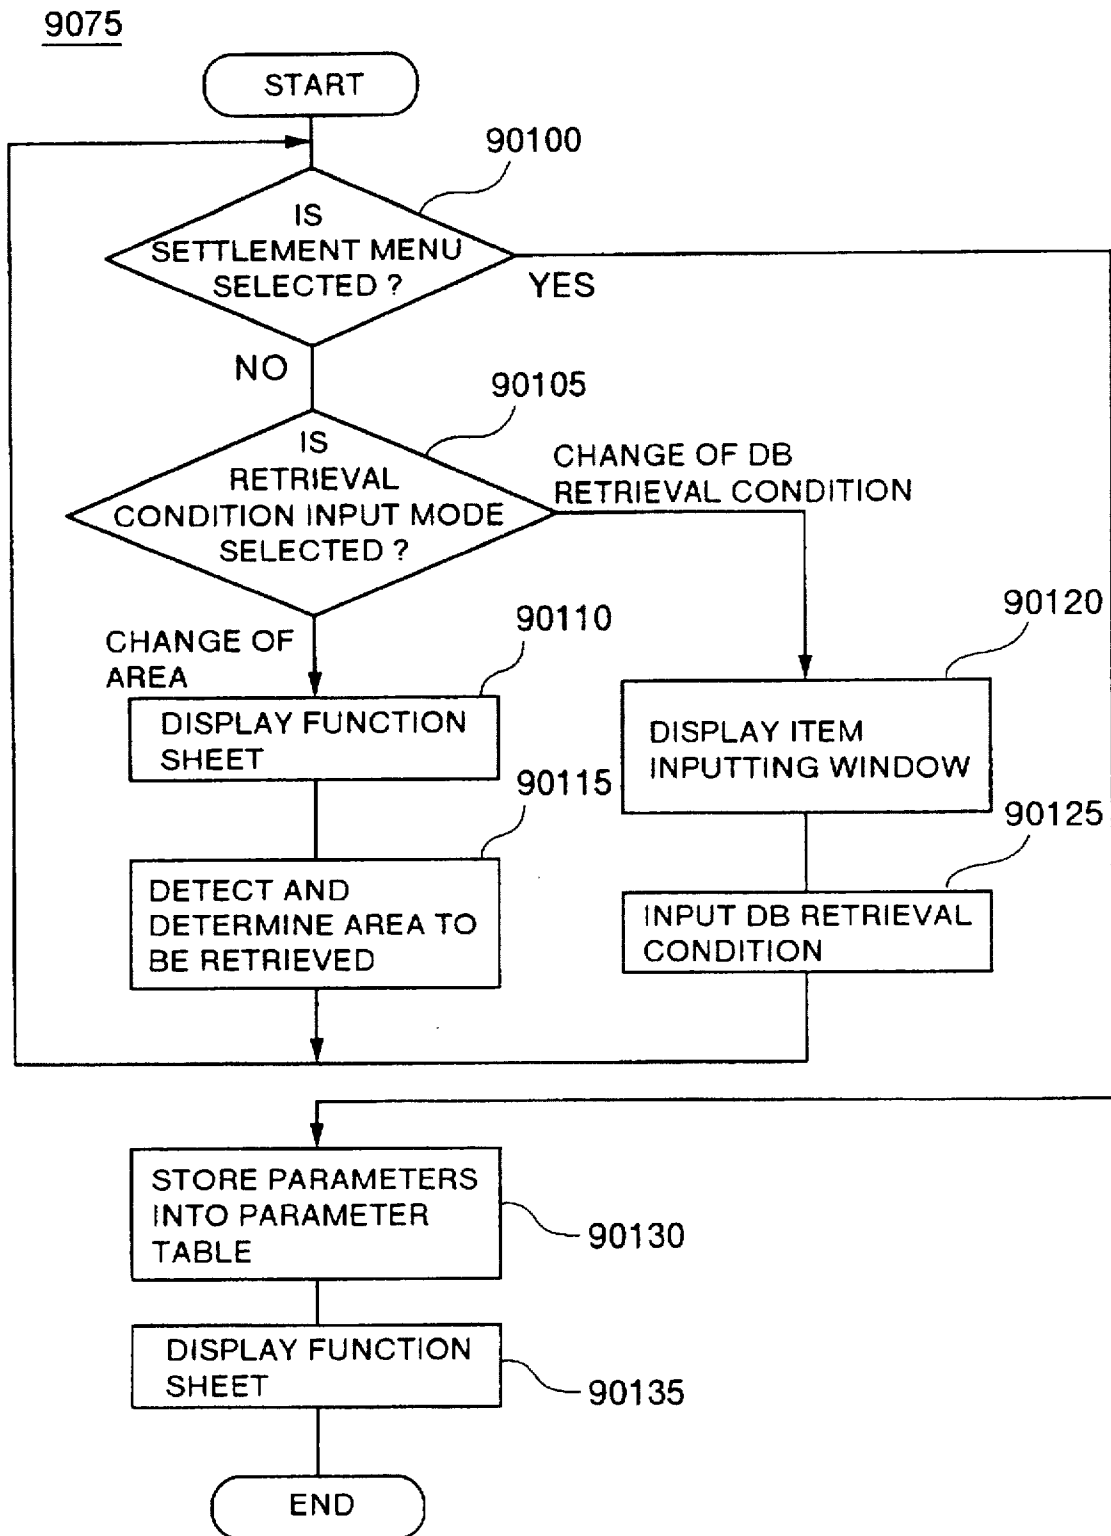 9075
START
90100
IS
SETTLEMENT MENU
SELECTED ?
YES
NO
90105
IS
RETRIEVAL
CONDITION INPUT MODE
SELECTED ?
CHANGE OF DB
RETRIEVAL CONDITION
CHANGE OF
AREA
90110
DISPLAY FUNCTION
SHEET
90120
DISPLAY ITEM
INPUTTING WINDOW
90115
DETECT AND
DETERMINE AREA TO
BE RETRIEVED
90125
INPUT DB RETRIEVAL
CONDITION
STORE PARAMETERS
INTO PARAMETER
TABLE
90130
DISPLAY FUNCTION
SHEET
90135
END